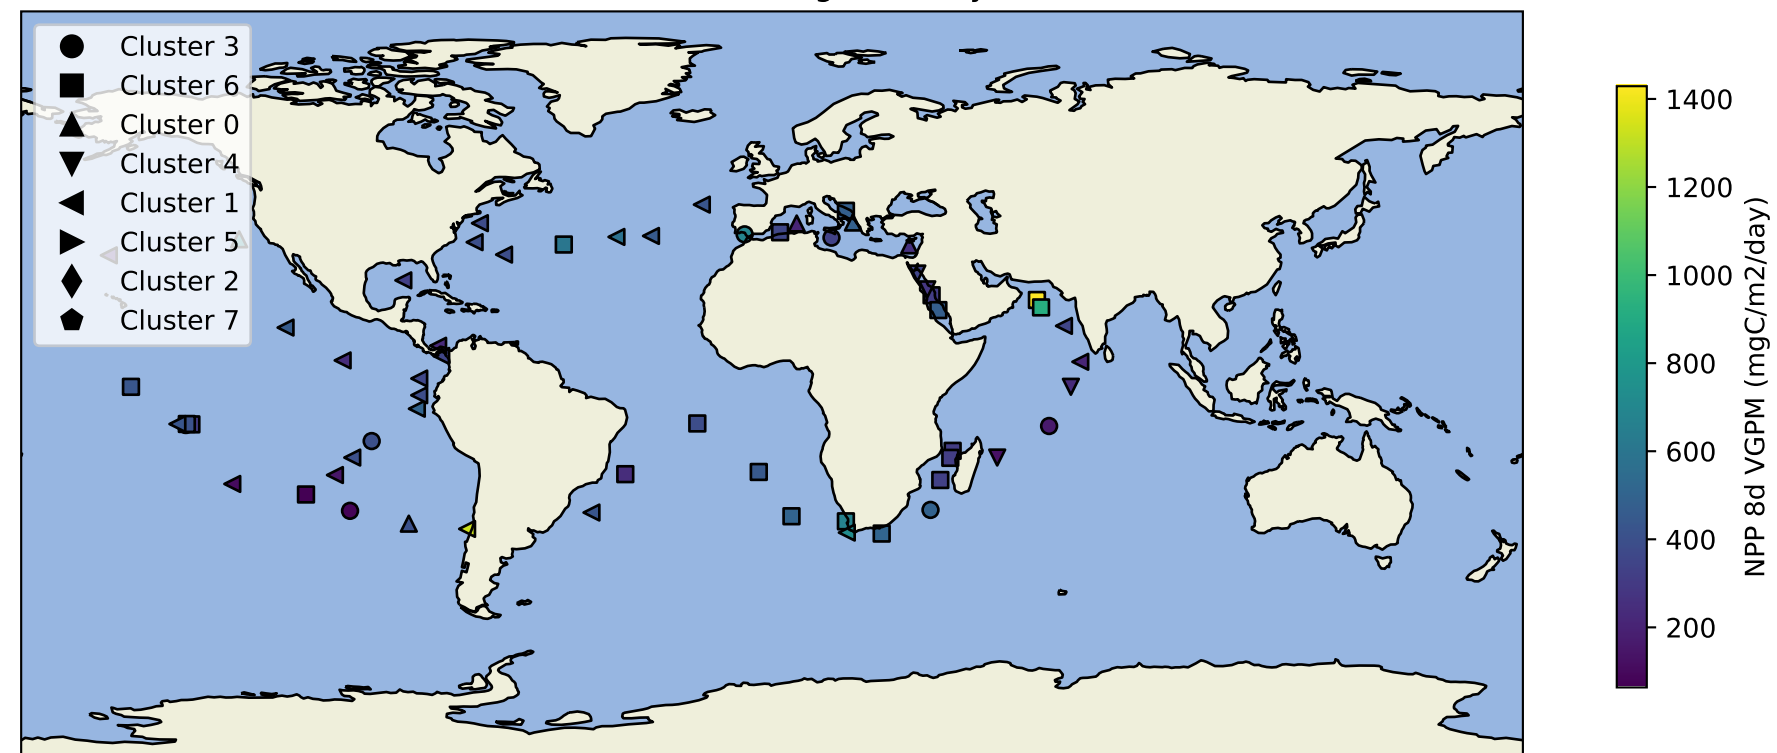 Cluster 3
Cluster 6
Cluster 0
Cluster 4
Cluster 1
Cluster 5
Cluster 2
Cluster 7
1400
1200
1000
800
600
400
200
NPP 8d VGPM (mgC/m2/day)